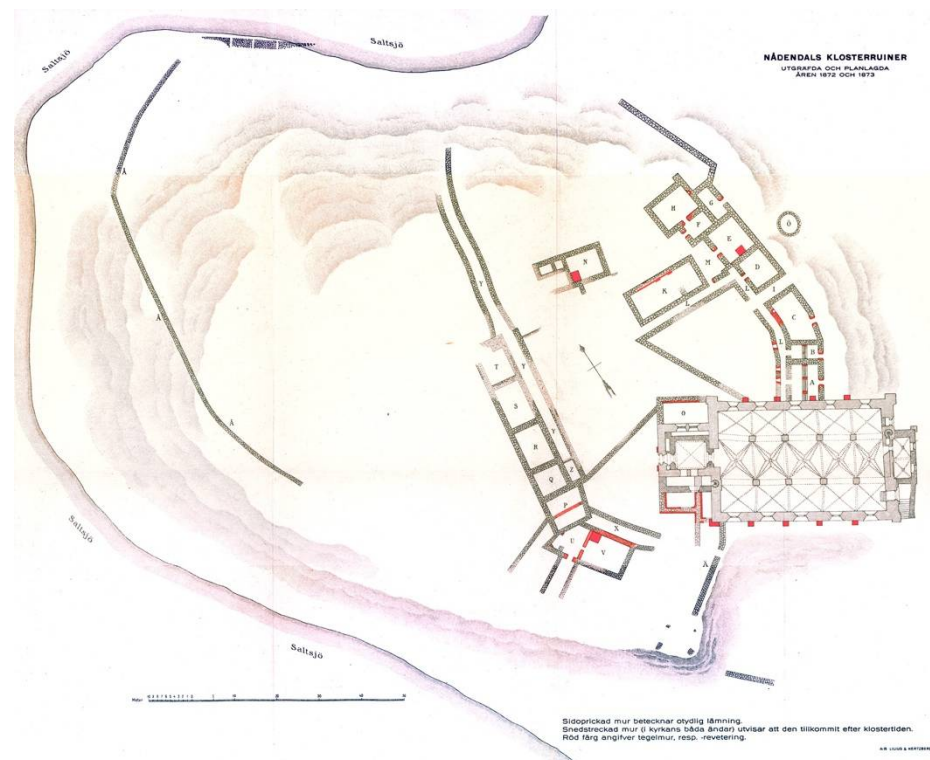 NÅDENDALS KLOSTERRUINER
UTGRAFDA OCH PLANLAGDA
ÅREN 1872 OCH 1873
Saltsjö
Saltsjö
Å
Å
Å
H
G
F
E
Ö
M
D
N
K
L
L
I
C
L
B
A
O
Y
Y
T
S
Y
R
Z
Q
P
X
U
V
Ä
Saltsjö
Saltsjö
Sidoprickad mur betecknar otydlig lämning.
Snedstreckad mur (i kyrkans båda ändar) utvisar att den tillkommit efter klostertiden.
Röd färg angifver tegelmur, resp. -revetering.